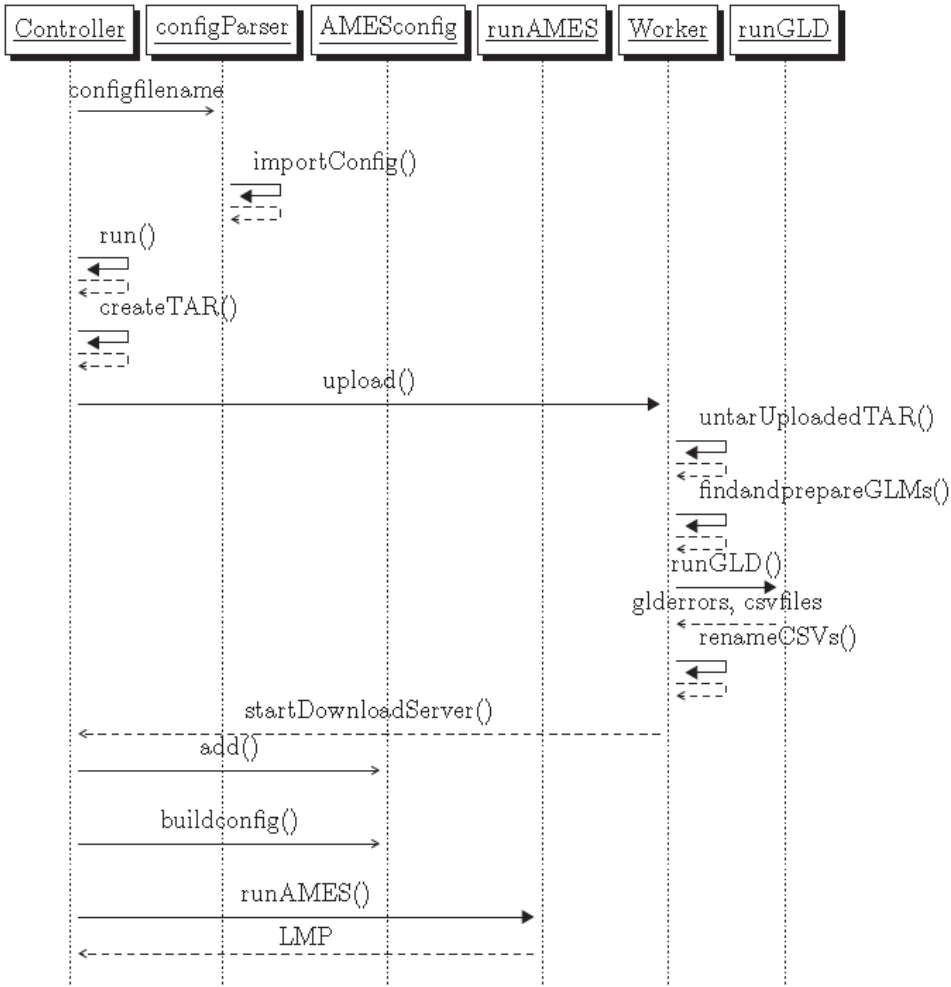 Controller configParser AMESconfig runAMES Worker runGLD
configfilename
importConfig()
run()
createTAR()
upload()
untarUploadedTAR()
findandprepareGLMs()
runGLD()
glderrors, csvfiles
renameCSVs()
startDownloadServer()
add()
buildconfig()
runAMES()
LMP